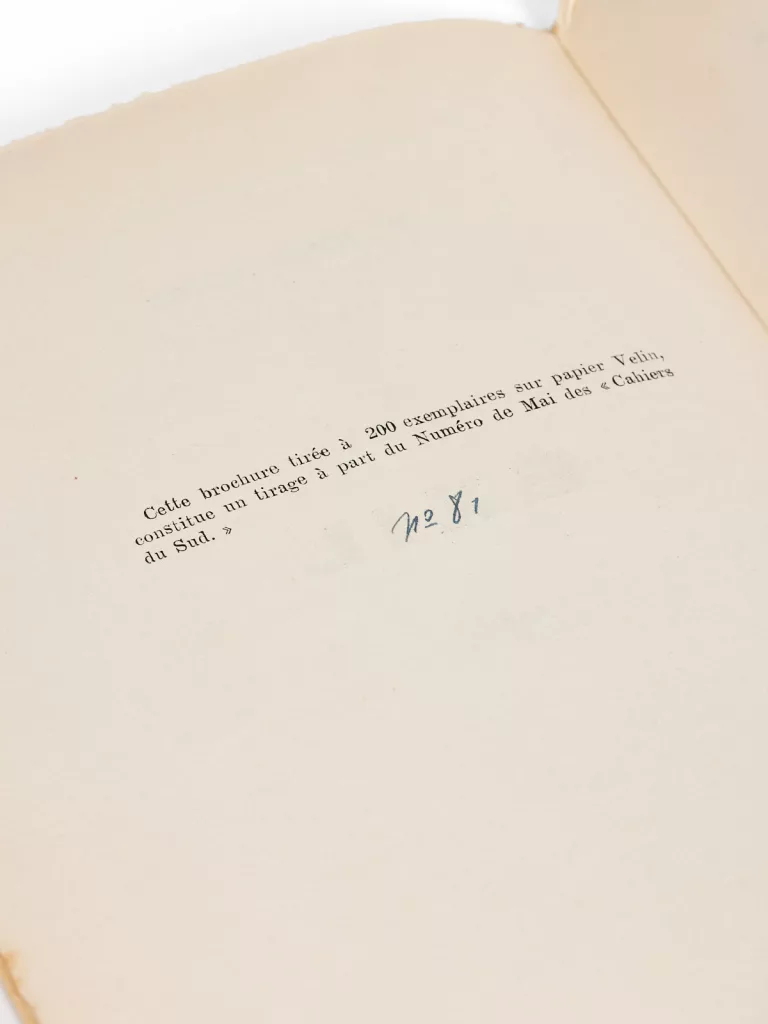 Cette brochure tirée à 200 exemplaires sur papier Velin,
constitue un tirage à part du Numéro de Mai des « Cahiers
du Sud. »
nº 81